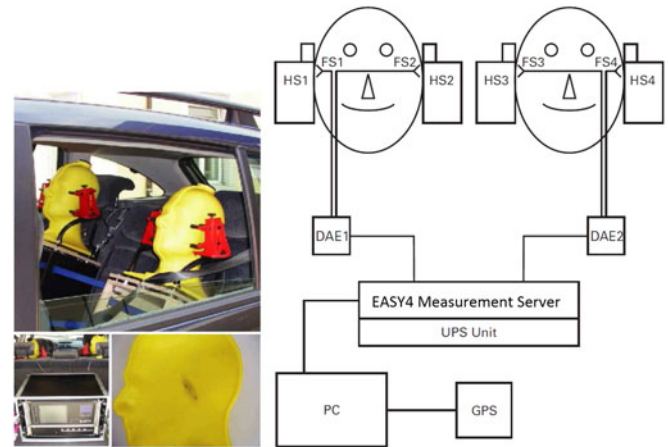 FS1 FS2 FS3 FS4
HS1 HS2 HS3 HS4
DAE1 DAE2
EASY4 Measurement Server
UPS Unit
PC GPS